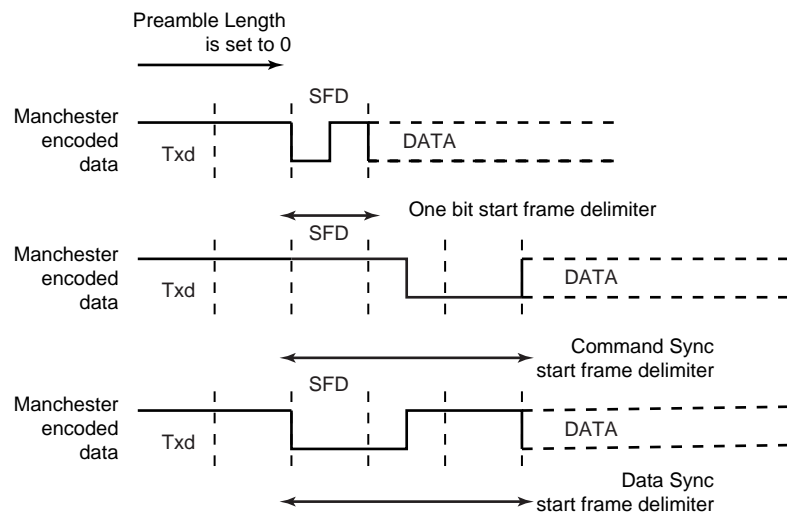 Preamble Length
is set to 0
SFD
Manchester
encoded
data
Txd
DATA
One bit start frame delimiter
SFD
Manchester
encoded
data
Txd
DATA
Command Sync
start frame delimiter
SFD
Manchester
encoded
data
Txd
DATA
Data Sync
start frame delimiter